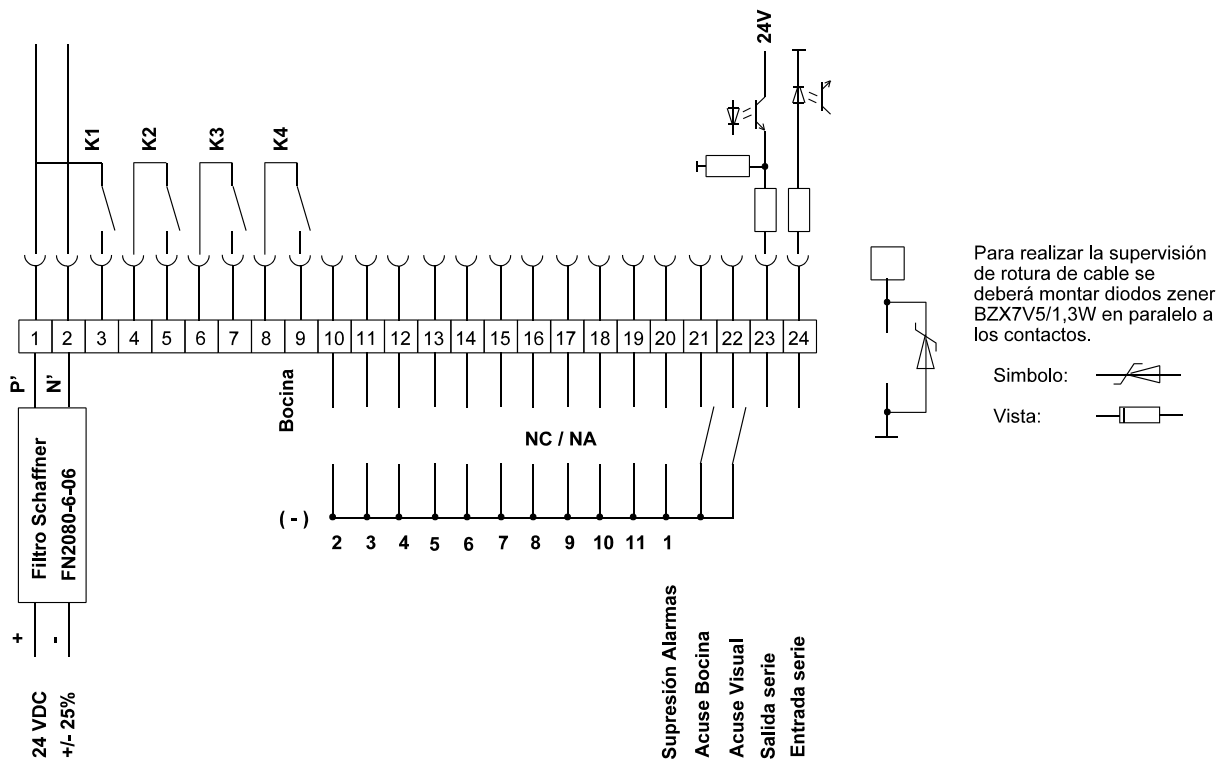 24V
K1
K2
K3
K4
1 2 3 4 5 6 7 8 9 10 11 12 13 14 15 16 17 18 19 20 21 22 23 24
P’
N’
Filtro Schaffner
FN2080-6-06
+
-
24 VDC
+/- 25%
Bocina
NC / NA
( - )
2 3 4 5 6 7 8 9 10 11 1
Supresión Alarmas
Acuse Bocina
Acuse Visual
Salida serie
Entrada serie
Para realizar la supervisión
de rotura de cable se
deberá montar diodos zener
BZX7V5/1,3W en paralelo a
los contactos.
Simbolo:
Vista: